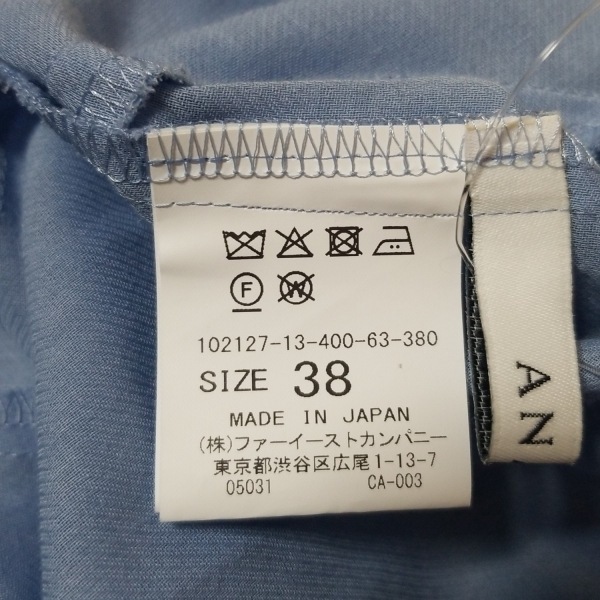 F
W
102127-13-400-63-380
SIZE 38
MADE IN JAPAN
(株)ファーイーストカンパニー
東京都渋谷区広尾1-13-7
05031 CA-003
AN